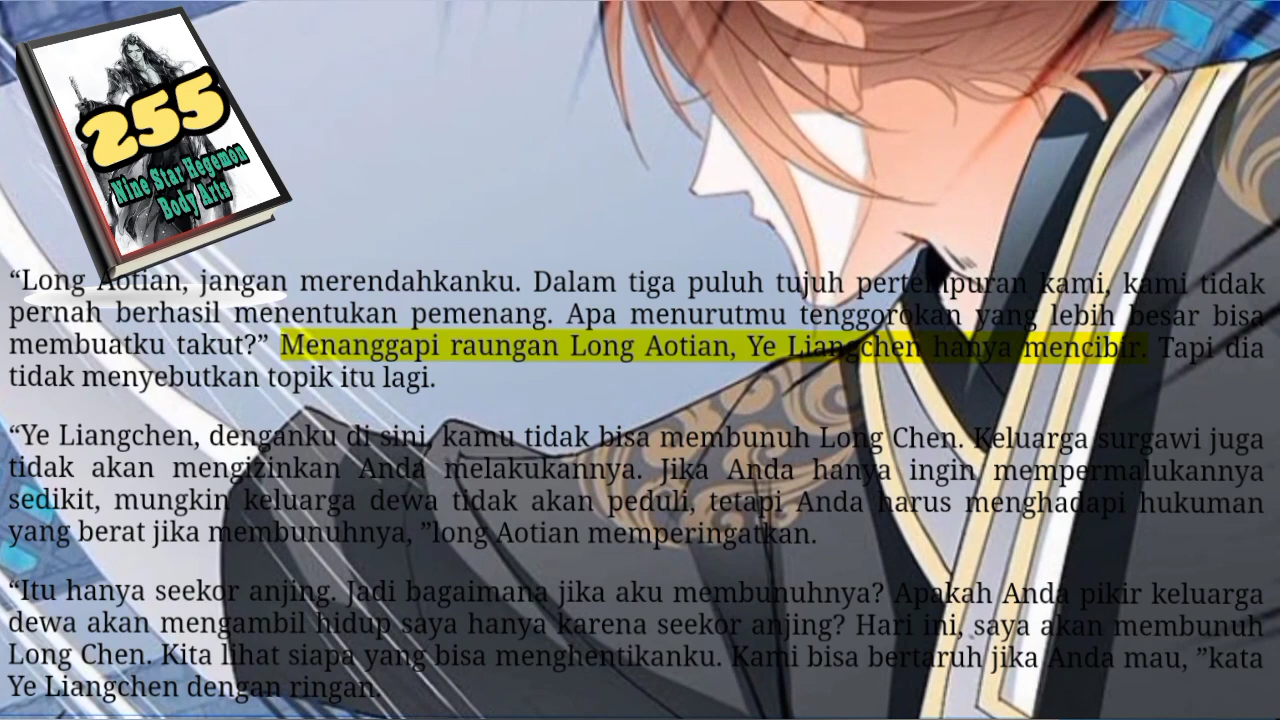 255
Nine Star Hegemon
Body Arts
“Long Aotian, jangan merendahkanku. Dalam tiga puluh tujuh pertempuran kami, kami tidak
pernah berhasil menentukan pemenang. Apa menurutmu tenggorokan yang lebih besar bisa
membuatku takut?” Menanggapi raungan Long Aotian, Ye Liangchen hanya mencibir. Tapi dia
tidak menyebutkan topik itu lagi.
“Ye Liangchen, denganku di sini, kamu tidak bisa membunuh Long Chen. Keluarga surgawi juga
tidak akan mengizinkan Anda melakukannya. Jika Anda hanya ingin mempermalukannya
sedikit, mungkin keluarga dewa tidak akan peduli, tetapi Anda harus menghadapi hukuman
yang berat jika membunuhnya, ”long Aotian memperingatkan.
“Itu hanya seekor anjing. Jadi bagaimana jika aku membunuhnya? Apakah Anda pikir keluarga
dewa akan mengambil hidup saya hanya karena seekor anjing? Hari ini, saya akan membunuh
Long Chen. Kita lihat siapa yang bisa menghentikanku. Kami bisa bertaruh jika Anda mau, ”kata
Ye Liangchen dengan ringan.